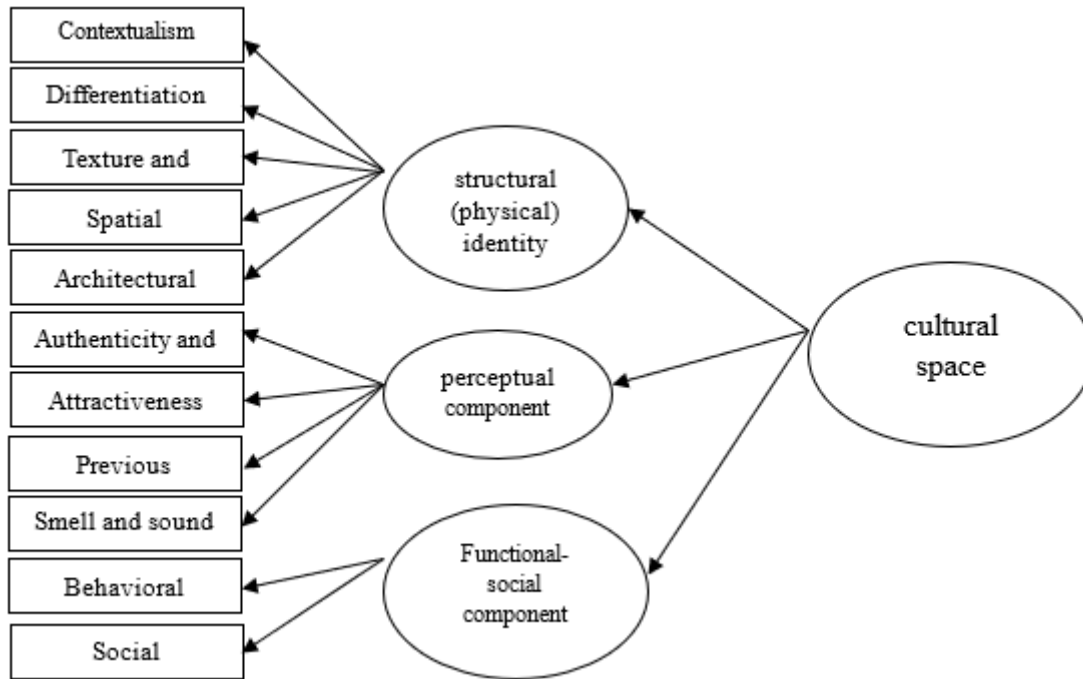 Contextualism
Differentiation
Texture and
Spatial
Architectural
Authenticity and
Attractiveness
Previous
Smell and sound
Behavioral
Social
structural
(physical)
identity
perceptual
component
Functional-
social
component
cultural
space